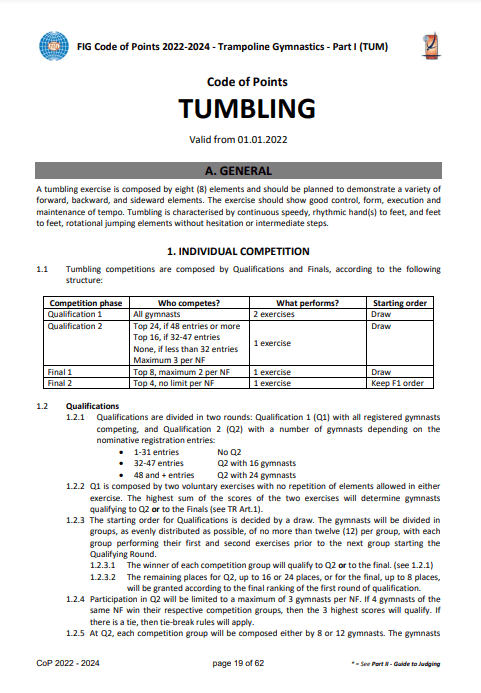 FIG Code of Points 2022-2024 - Trampoline Gymnastics - Part I (TUM)
Code of Points
TUMBLING
Valid from 01.01.2022
A. GENERAL
A tumbling exercise is composed by eight (8) elements and should be planned to demonstrate a variety of
forward, backward, and sideward elements. The exercise should show good control, form, execution and
maintenance of tempo. Tumbling is characterised by continuous speedy, rhythmic hand(s) to feet, and feet
to feet, rotational jumping elements without hesitation or intermediate steps.
1. INDIVIDUAL COMPETITION
1.1 Tumbling competitions are composed by Qualifications and Finals, according to the following
structure:
Competition phase Who competes? What performs? Starting order
Qualification 1 All gymnasts 2 exercises Draw
Qualification 2 Top 24, if 48 entries or more 1 exercise Draw
Top 16, if 32-47 entries
None, if less than 32 entries
Maximum 3 per NF
Final 1 Top 8, maximum 2 per NF 1 exercise Draw
Final 2 Top 4, no limit per NF 1 exercise Keep F1 order
1.2 Qualifications
1.2.1 Qualifications are divided in two rounds: Qualification 1 (Q1) with all registered gymnasts
competing, and Qualification 2 (Q2) with a number of gymnasts depending on the
nominative registration entries:
• 1-31 entries No Q2
• 32-47 entries Q2 with 16 gymnasts
• 48 and + entries Q2 with 24 gymnasts
1.2.2 Q1 is composed by two voluntary exercises with no repetition of elements allowed in either
exercise. The highest sum of the scores of the two exercises will determine gymnasts
qualifying to Q2 or to the Finals (see TR Art.1).
1.2.3 The starting order for Qualifications is decided by a draw. The gymnasts will be divided in
groups, as evenly distributed as possible, of no more than twelve (12) per group, with each
group performing their first and second exercises prior to the next group starting the
Qualifying Round.
1.2.3.1 The winner of each competition group will qualify to Q2 or to the final. (see 1.2.1)
1.2.3.2 The remaining places for Q2, up to 16 or 24 places, or for the final, up to 8 places,
will be granted according to the final ranking of the first round of qualification.
1.2.4 Participation in Q2 will be limited to a maximum of 3 gymnasts per NF. If 4 gymnasts of the
same NF win their respective competition groups, then the 3 highest scores will qualify. If
there is a tie, then tie-break rules will apply.
1.2.5 At Q2, each competition group will be composed either by 8 or 12 gymnasts. The gymnasts
CoP 2022 - 2024 page 19 of 62 * = See Part II - Guide to Judging